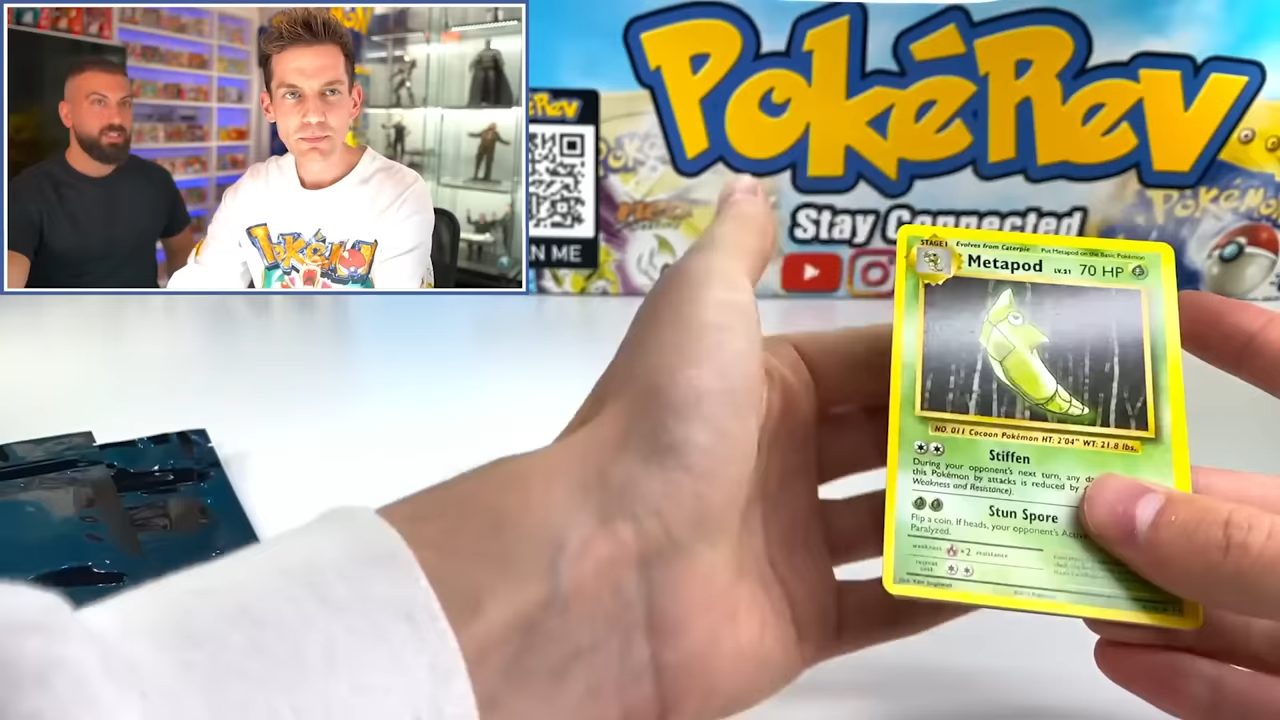 PokéRev
éRev
N ME
Stay Connected
POKÉMON
Pokémon
STAGE 1 Evolves from Caterpie Put Metapod on the Basic Pokémon
Metapod LV.21 70 HP
NO. 011 Cocoon Pokémon HT: 2'04" WT: 21.8 lbs.
Stiffen
During your opponent's next turn, any
this Pokémon by attacks is reduced by
Weakness and Resistance).
Stun Spore
Flip a coin. If heads, your opponent's
Paralyzed.
weakness +2 resistance
retreat
cost